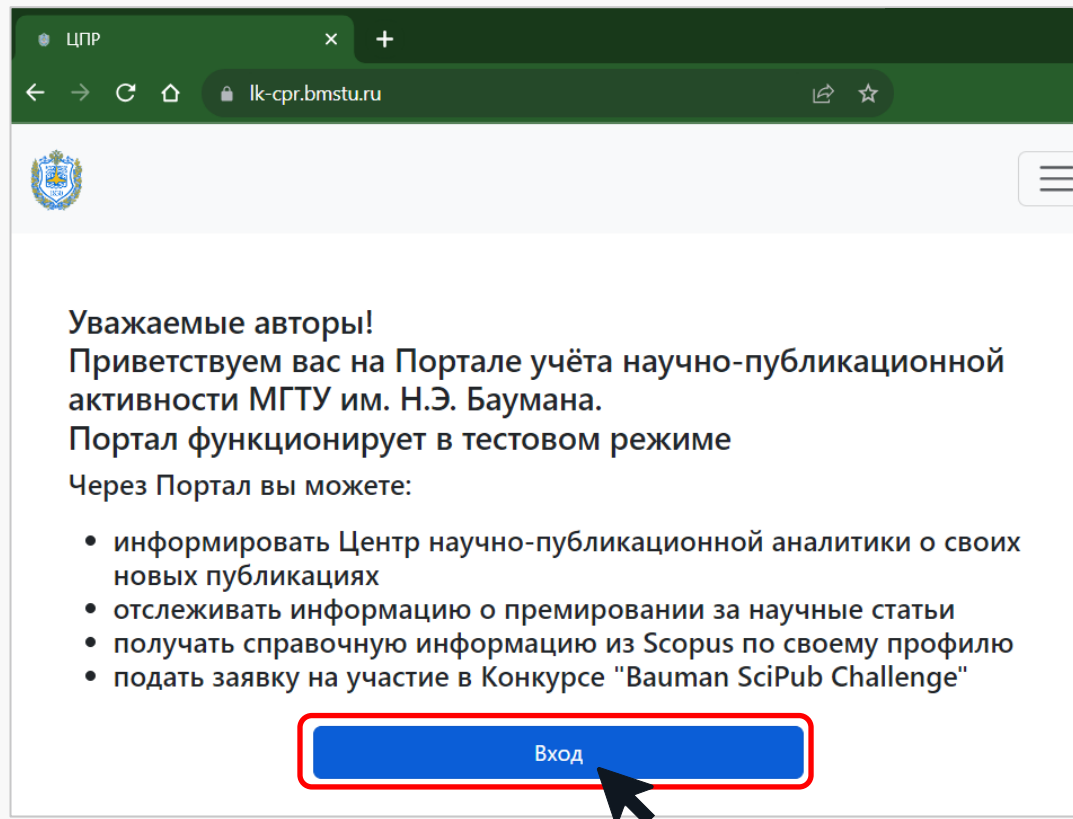 ЦПР
lk-cpr.bmstu.ru
Уважаемые авторы!
Приветствуем вас на Портале учёта научно-публикационной
активности МГТУ им. Н.Э. Баумана.
Портал функционирует в тестовом режиме
Через Портал вы можете:
• информировать Центр научно-публикационной аналитики о своих
новых публикациях
• отслеживать информацию о премировании за научные статьи
• получать справочную информацию из Scopus по своему профилю
• подать заявку на участие в Конкурсе "Bauman SciPub Challenge"
Вход